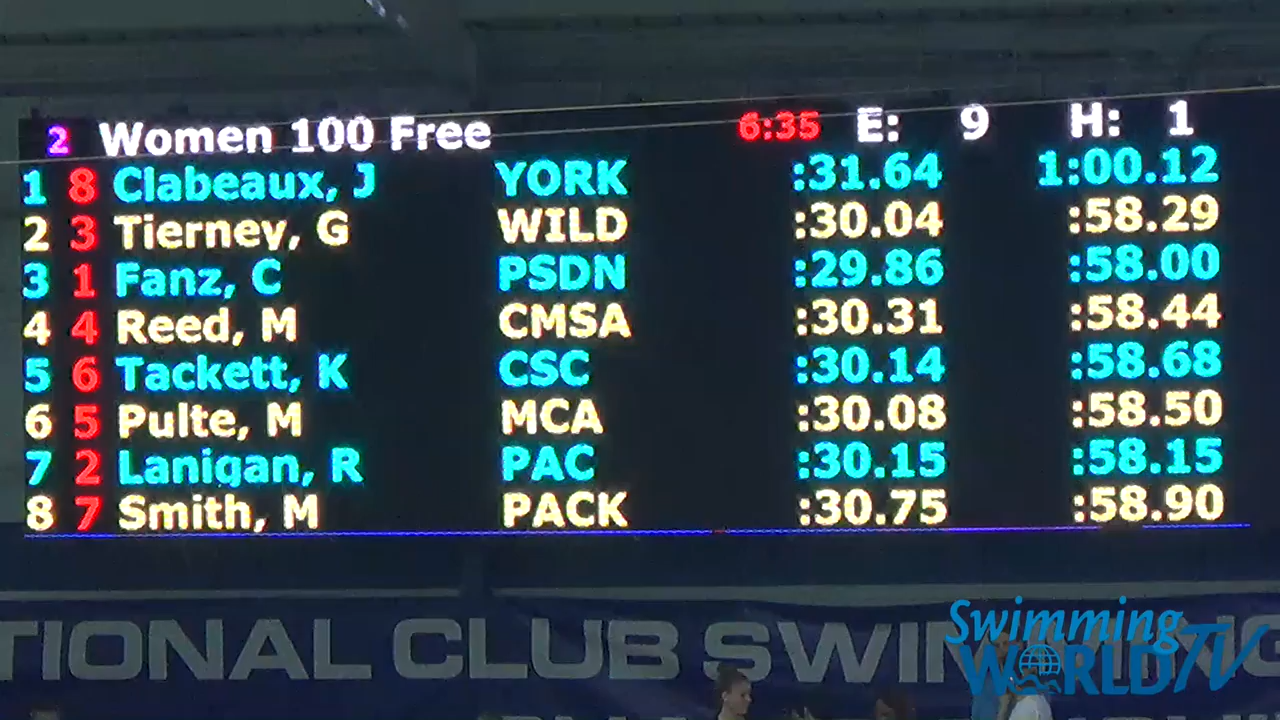 2 Women 100 Free 6:35 E: 9 H: 1
1 8 Clabeaux, J YORK :31.64 1:00.12
2 3 Tierney, G WILD :30.04 :58.29
3 1 Fanz, C PSDN :29.86 :58.00
4 4 Reed, M CMSA :30.31 :58.44
5 6 Tackett, K CSC :30.14 :58.68
6 5 Pulte, M MCA :30.08 :58.50
7 2 Lanigan, R PAC :30.15 :58.15
8 7 Smith, M PACK :30.75 :58.90
TIONAL CLUB SWIM
Swimming
WORLD TV